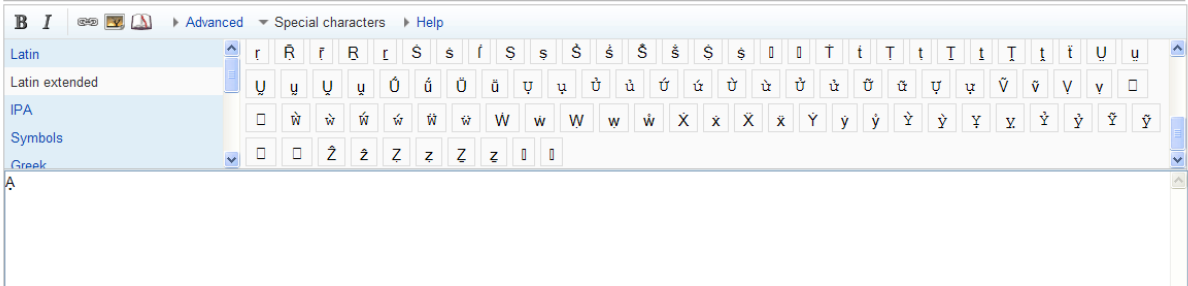 B I Advanced Special characters Help
Latin
Latin extended
IPA
Symbols
Greek
ṛ Ṝ ṝ Ṟ ṟ Ṡ ṡ ẛ Ṣ ṣ Ṥ ṥ Ṧ ṧ Ṩ ṩ Ṫ ṫ Ṭ ṭ Ṯ ṯ Ṱ ṱ ẗ Ṳ ṳ
Ṵ ṵ Ṷ ṷ Ṹ ṹ Ṻ ṻ Ụ ụ Ủ ủ Ứ ứ Ừ ừ Ử ử Ữ ữ Ự ự Ṽ ṽ Ṿ ṿ
Ẁ ẁ Ẃ ẃ Ẅ ẅ Ẇ ẇ Ẉ ẉ ẘ Ẋ ẋ Ẍ ẍ Ẏ ẏ ẙ Ỳ ỳ Ỵ ỵ Ỷ ỷ Ỹ ỹ
Ẑ ẑ Ẓ ẓ Ẕ ẕ
Ạ